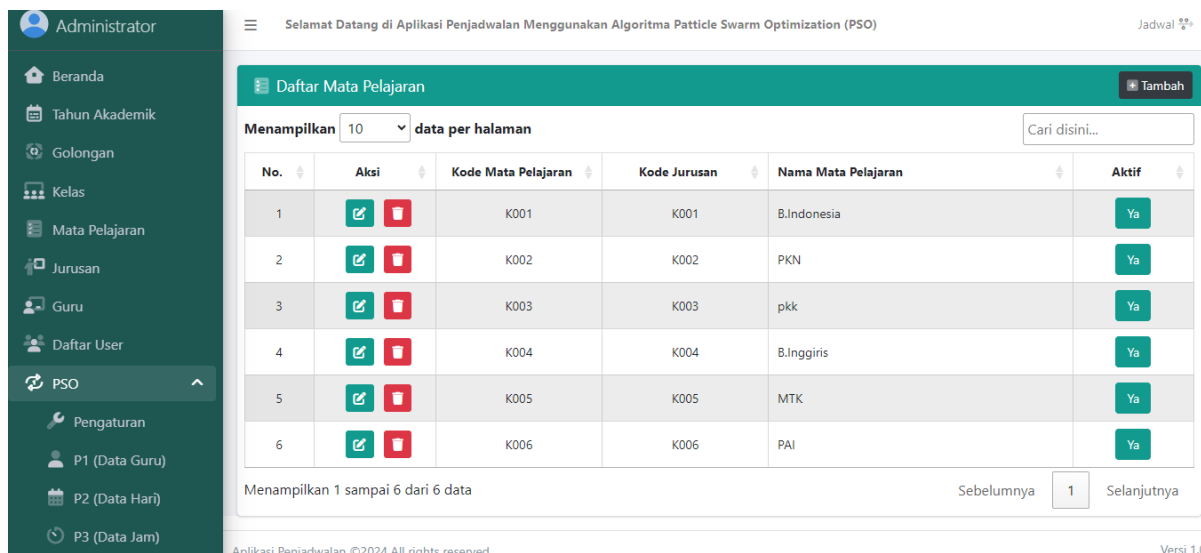 Administrator
Selamat Datang di Aplikasi Penjadwalan Menggunakan Algoritma Patticle Swarm Optimization (PSO)
Jadwal
Beranda
Tahun Akademik
Golongan
Kelas
Mata Pelajaran
Jurusan
Guru
Daftar User
PSO
Pengaturan
P1 (Data Guru)
P2 (Data Hari)
P3 (Data Jam)
Daftar Mata Pelajaran
Tambah
Menampilkan 10 data per halaman
Cari disini...
No. Aksi Kode Mata Pelajaran Kode Jurusan Nama Mata Pelajaran Aktif
1 K001 K001 B.Indonesia Ya
2 K002 K002 PKN Ya
3 K003 K003 pkk Ya
4 K004 K004 B.Inggiris Ya
5 K005 K005 MTK Ya
6 K006 K006 PAI Ya
Menampilkan 1 sampai 6 dari 6 data
Sebelumnya 1 Selanjutnya
Aplikasi Penjadwalan ©2024 All rights reserved
Versi